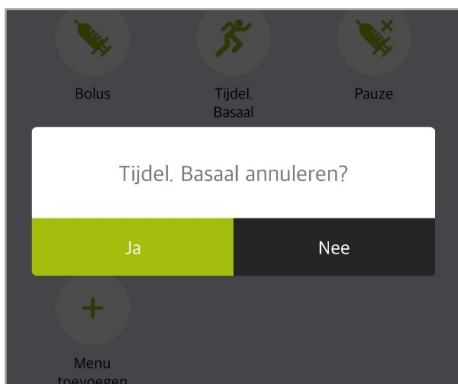 Bolus
Tijdel.
Basaal
Pauze
Tijdel. Basaal annuleren?
Ja
Nee
Menu
toevoegen